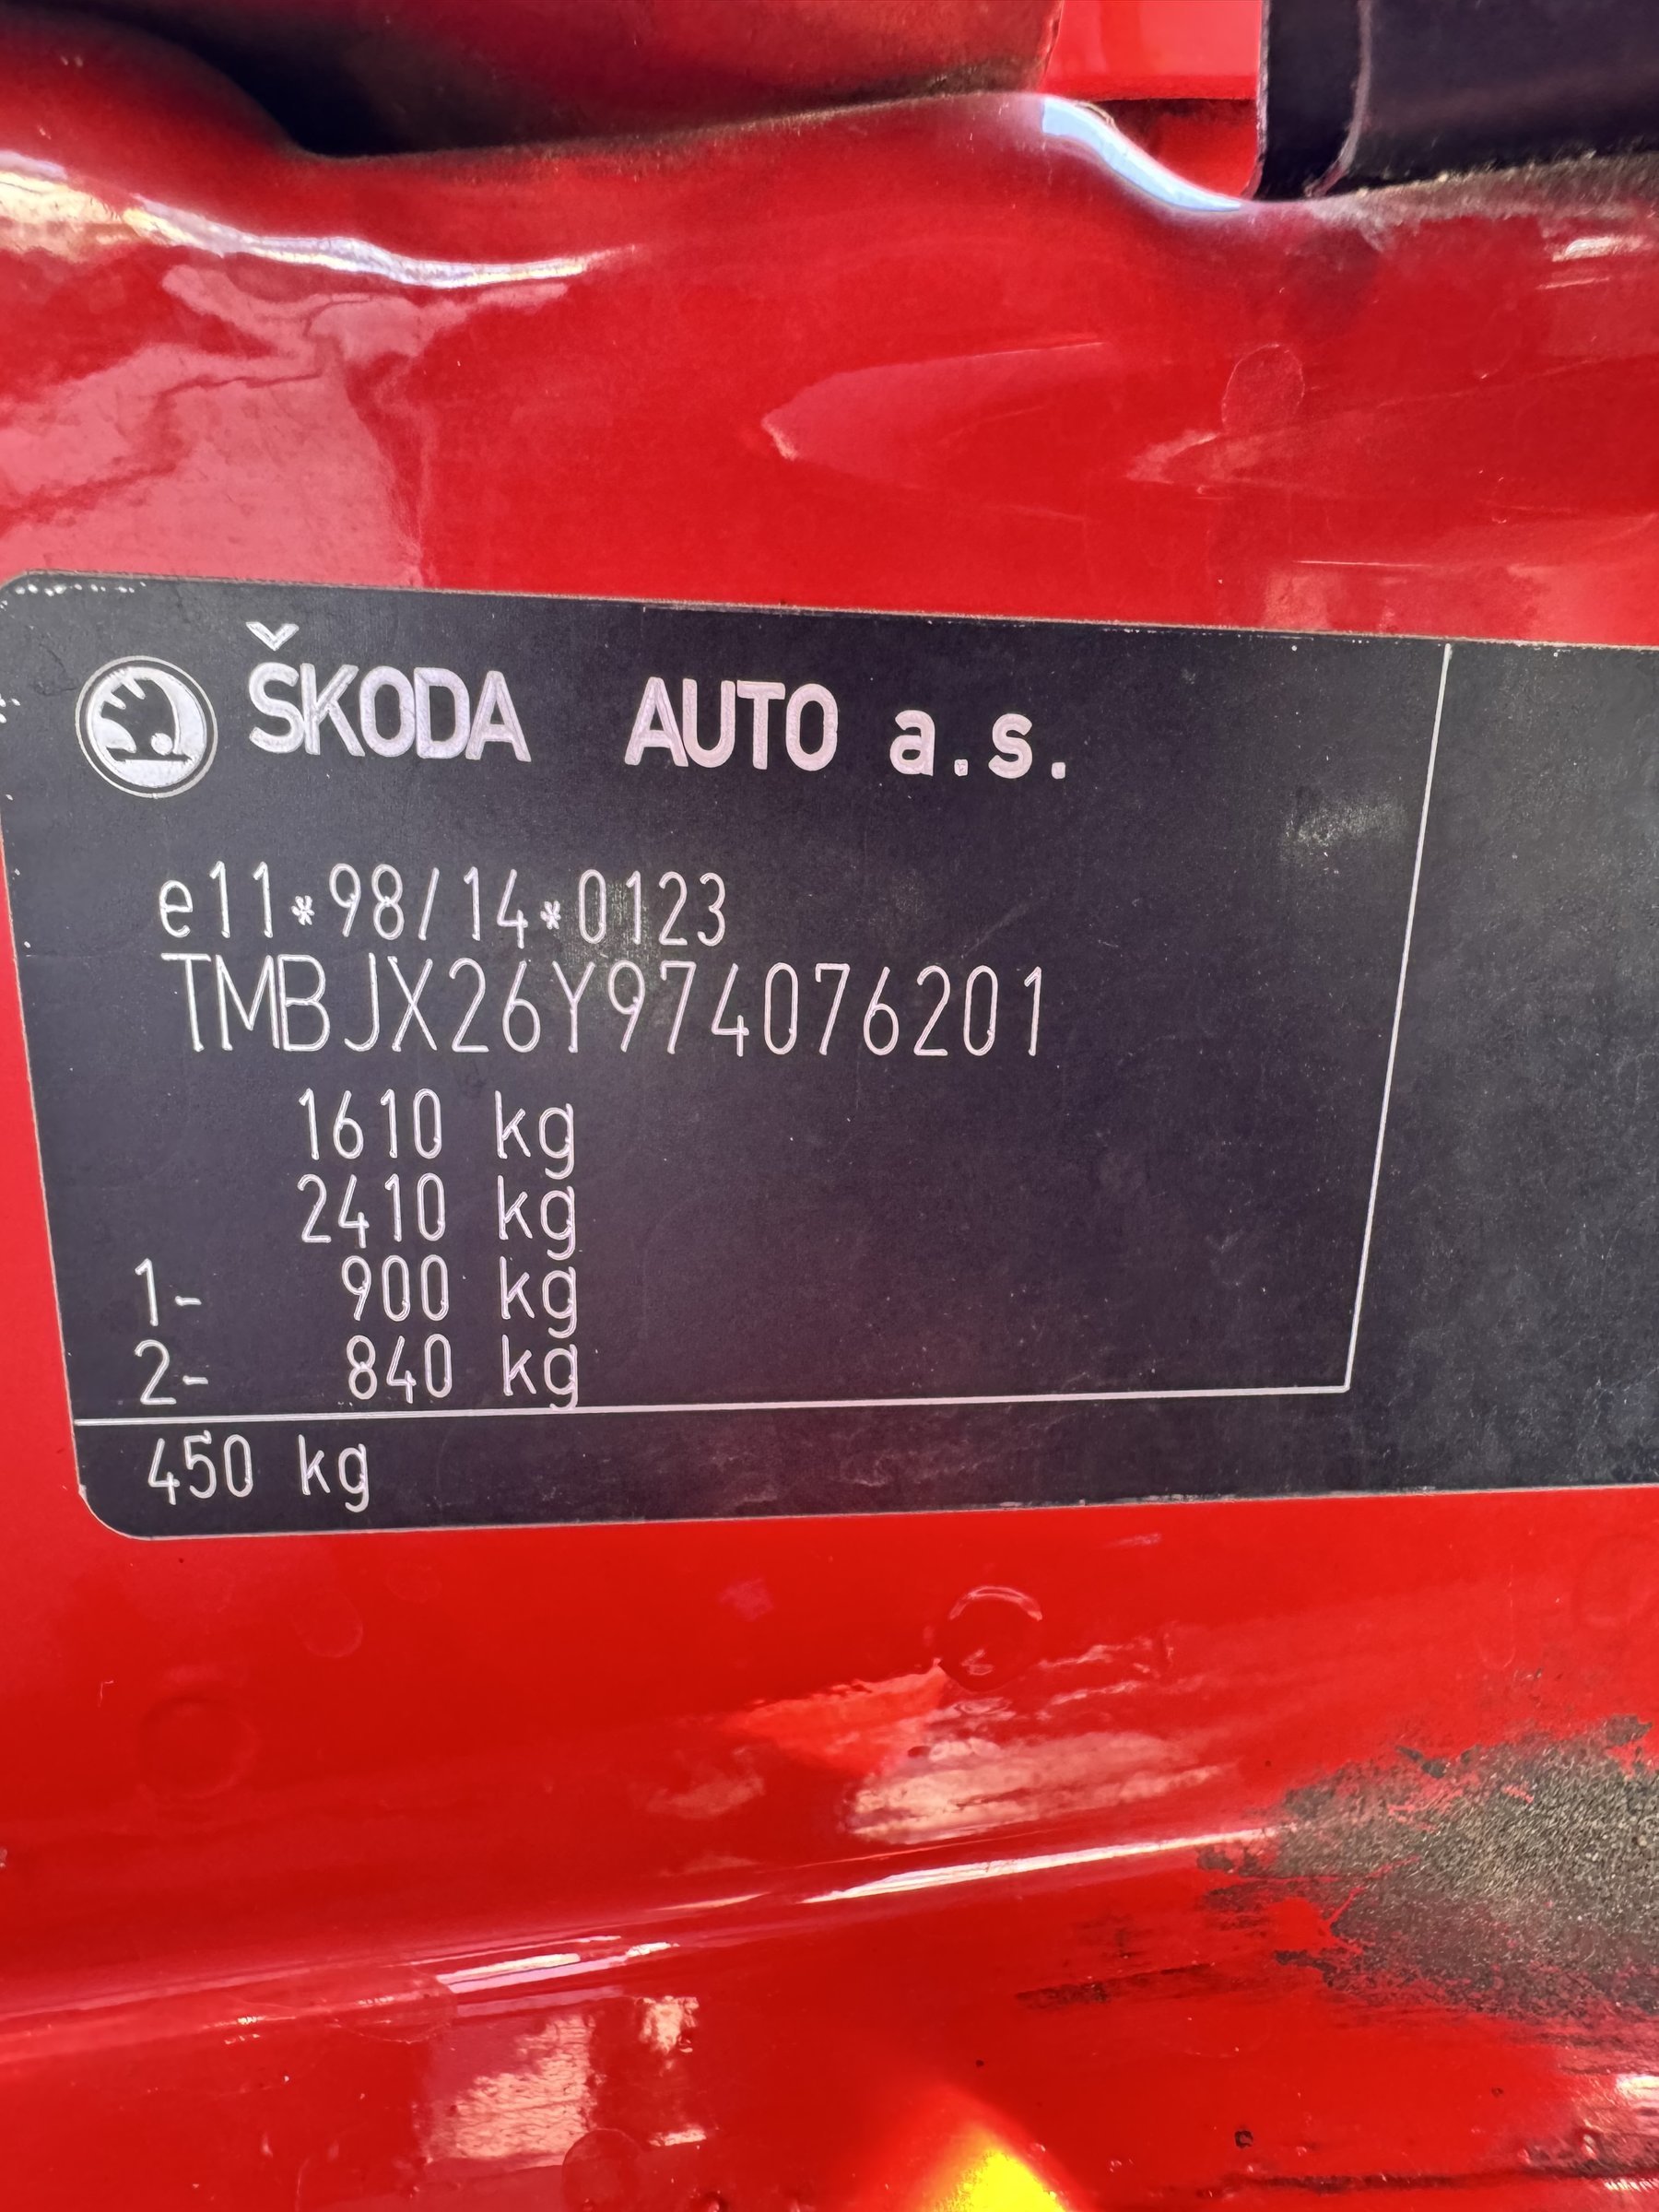 ŠKODA AUTO a.s.
e11*98/14*0123
TMBJX26Y974076201
1610 kg
2410 kg
1- 900 kg
2- 840 kg
450 kg